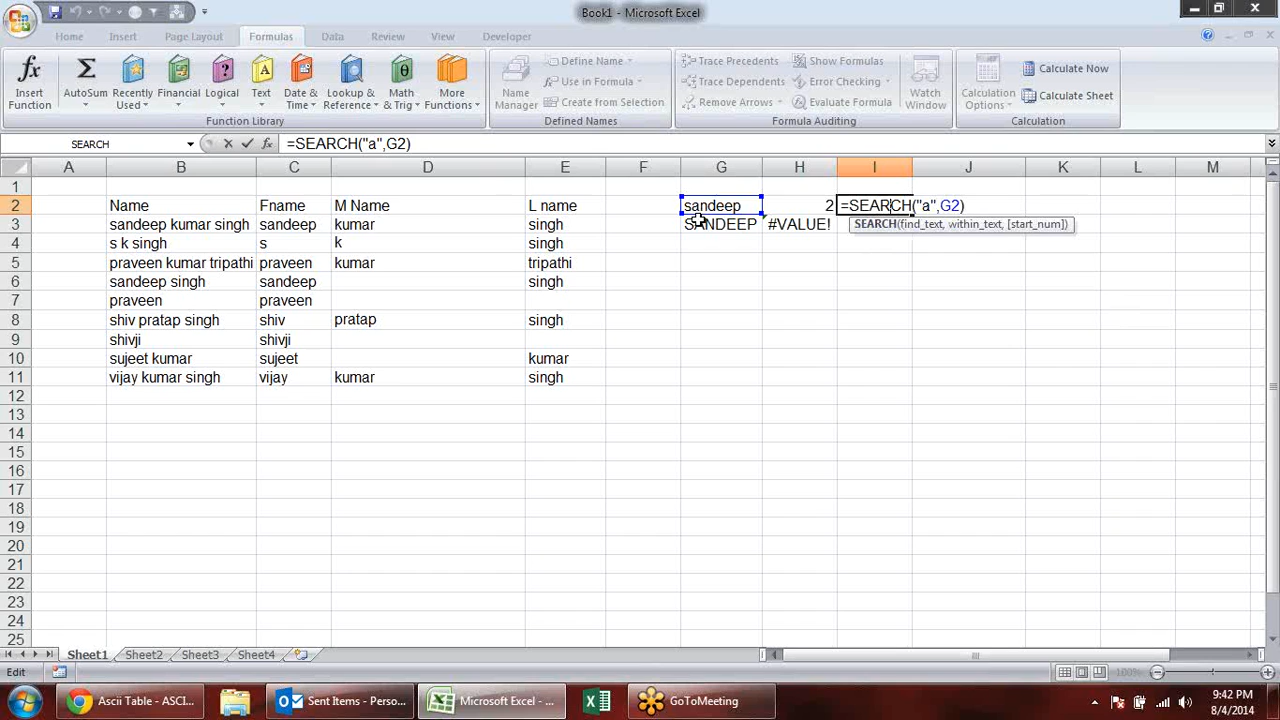 Book1 - Microsoft Excel
Home Insert Page Layout Formulas Data Review View Developer
Insert Function
AutoSum
Recently Used
Financial
Logical
Text
Date & Time
Lookup & Reference
Math & Trig
More Functions
Function Library
Name Manager
Define Name
Use in Formula
Create from Selection
Defined Names
Trace Precedents
Trace Dependents
Remove Arrows
Show Formulas
Error Checking
Evaluate Formula
Formula Auditing
Watch Window
Calculation Options
Calculate Now
Calculate Sheet
Calculation
SEARCH fx =SEARCH("a",G2)
A B C D E F G H I J K L M
1
2 Name Fname M Name L name sandeep 2 =SEARCH("a",G2)
3 sandeep kumar singh sandeep kumar singh SANDEEP #VALUE! SEARCH(find_text, within_text, [start_num])
4 s k singh s k singh
5 praveen kumar tripathi praveen kumar tripathi
6 sandeep singh sandeep singh
7 praveen praveen
8 shiv pratap singh shiv pratap singh
9 shivji shivji
10 sujeet kumar sujeet kumar
11 vijay kumar singh vijay kumar singh
12
13
14
15
16
17
18
19
20
21
22
23
24
25
Sheet1 Sheet2 Sheet3 Sheet4
Edit 100%
Ascii Table - ASCI... Sent Items - Perso... Microsoft Excel - ... GoToMeeting 9:42 PM
8/4/2014